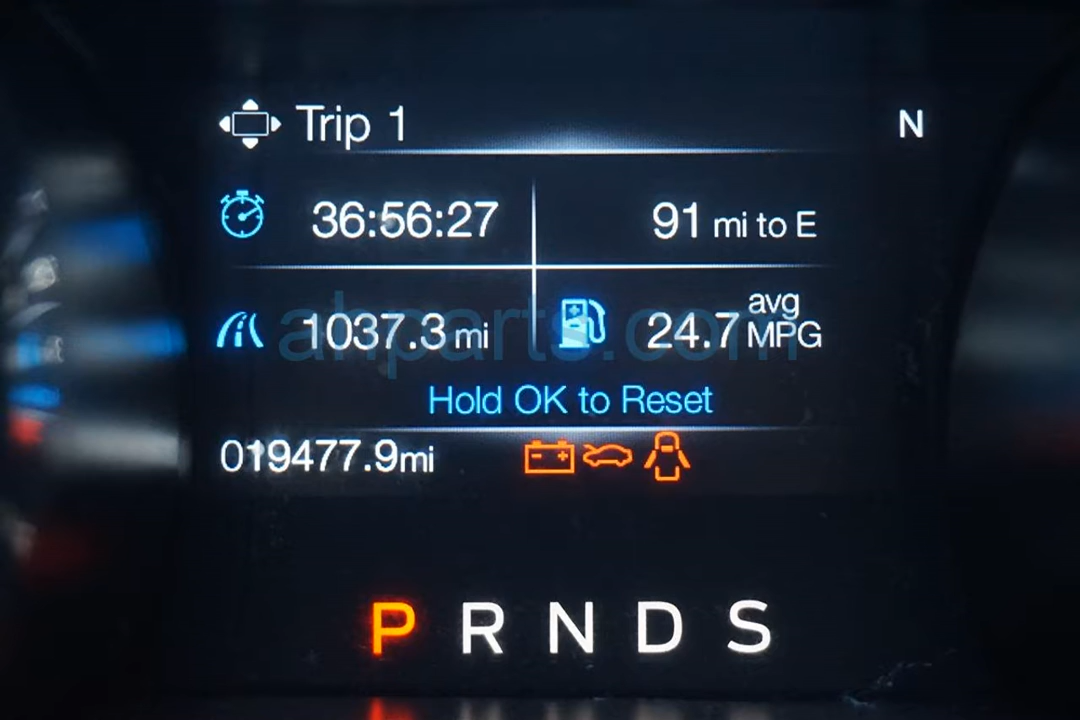 Trip 1 N
36:56:27 91 mi to E
1037.3 mi 24.7 avg MPG
ahparts.com
Hold OK to Reset
019477.9mi
P R N D S